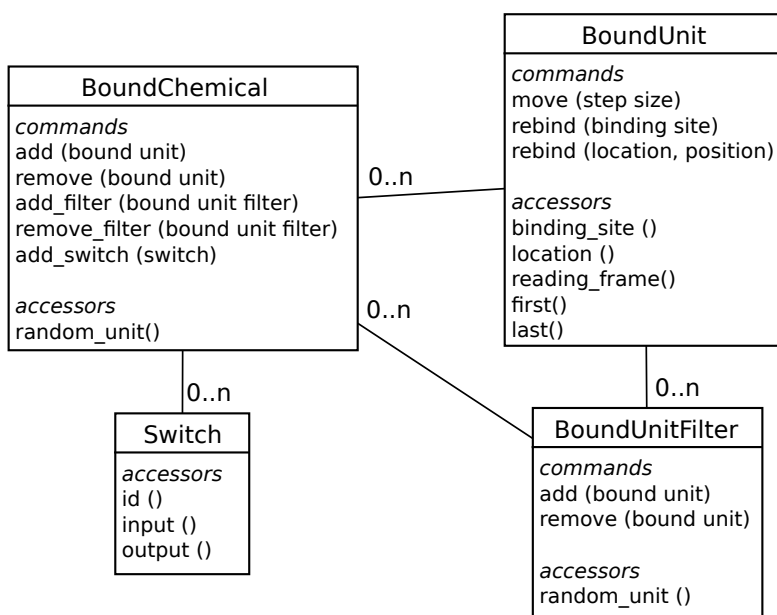 BoundChemical
commands
add (bound unit)
remove (bound unit)
add_filter (bound unit filter)
remove_filter (bound unit filter)
add_switch (switch)
accessors
random_unit()
BoundUnit
commands
move (step size)
rebind (binding site)
rebind (location, position)
accessors
binding_site ()
location ()
reading_frame()
first()
last()
0..n
0..n
0..n
0..n
Switch
accessors
id ()
input ()
output ()
BoundUnitFilter
commands
add (bound unit)
remove (bound unit)
accessors
random_unit ()